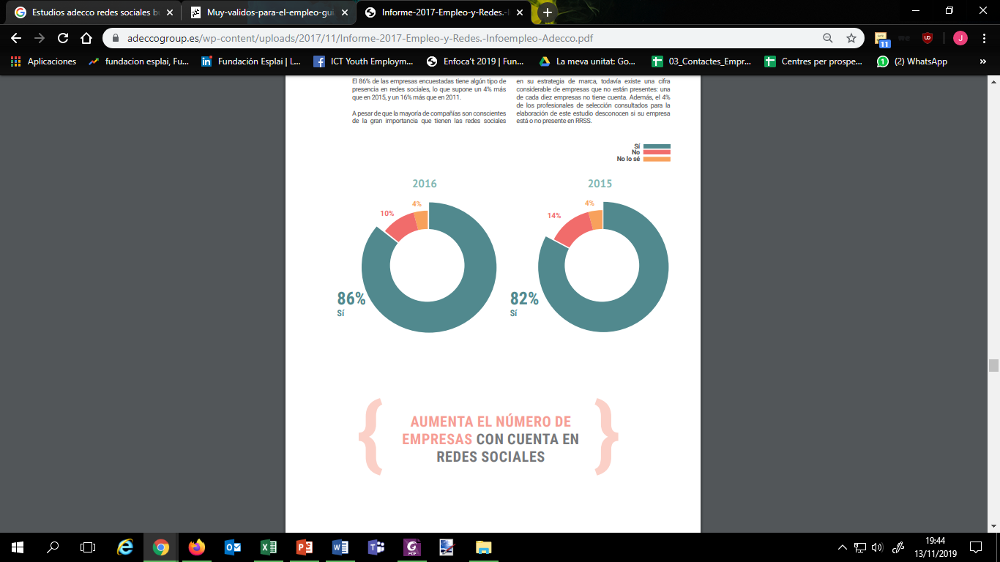 Estudios adecco redes sociales b
Muy-validos-para-el-empleo-gui
Informe-2017-Empleo-y-Redes.-I
adeccogroup.es/wp-content/uploads/2017/11/Informe-2017-Empleo-y-Redes.-Infoempleo-Adecco.pdf
11
J
Aplicaciones
fundacion esplai, Fu...
Fundación Esplai | L...
ICT Youth Employm...
Enfoca't 2019 | Fun...
La meva unitat: Go...
03_Contactes_Empr...
Centres per prospe...
(2) WhatsApp
El 86% de las empresas encuestadas tiene algún tipo de
presencia en redes sociales, lo que supone un 4% más
que en 2015, y un 16% más que en 2011.
A pesar de que la mayoría de compañías son conscientes
de la gran importancia que tienen las redes sociales
en su estrategia de marca, todavía existe una cifra
considerable de empresas que no están presentes: una
de cada diez empresas no tiene cuenta. Además, el 4%
de los profesionales de selección consultados para la
elaboración de este estudio desconocen si su empresa
está o no presente en RRSS.
Sí
No
No lo sé
2016
4%
10%
86%
Sí
2015
4%
14%
82%
Sí
AUMENTA EL NÚMERO DE
EMPRESAS CON CUENTA EN
REDES SOCIALES
19:44
13/11/2019